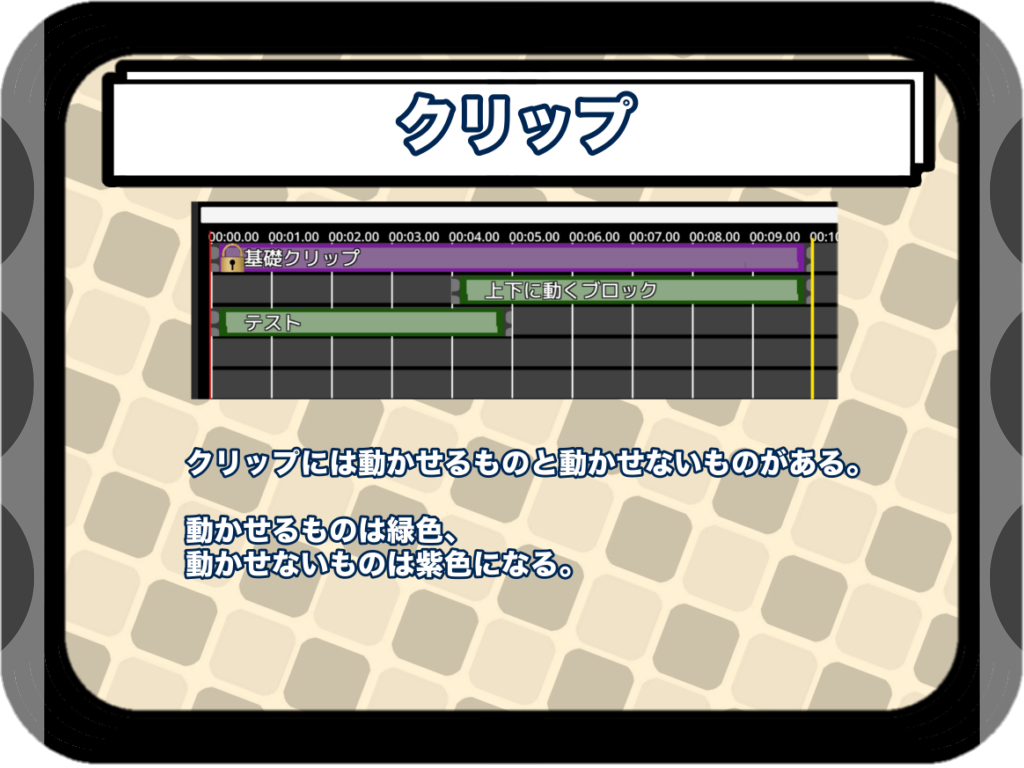 クリップ
00:00.00 00:01.00 00:02.00 00:03.00 00:04.00 00:05.00 00:06.00 00:07.00 00:08.00 00:09.00 00:10
基礎クリップ
上下に動くブロック
テスト
クリップには動かせるものと動かせないものがある。
動かせるものは緑色、
動かせないものは紫色になる。